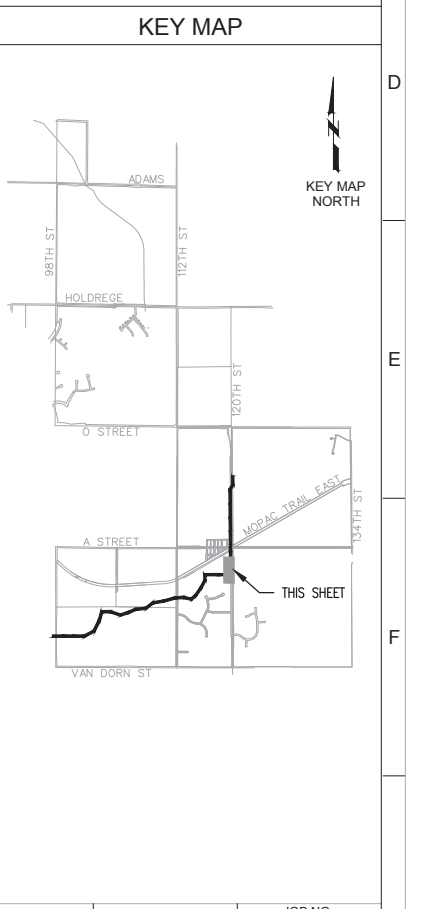 KEY MAP
D
KEY MAP
NORTH
ADAMS
98TH ST
112TH ST
HOLDREGE
E
120TH ST
O STREET
MOPAC TRAIL EAST
134TH ST
A STREET
THIS SHEET
F
VAN DORN ST